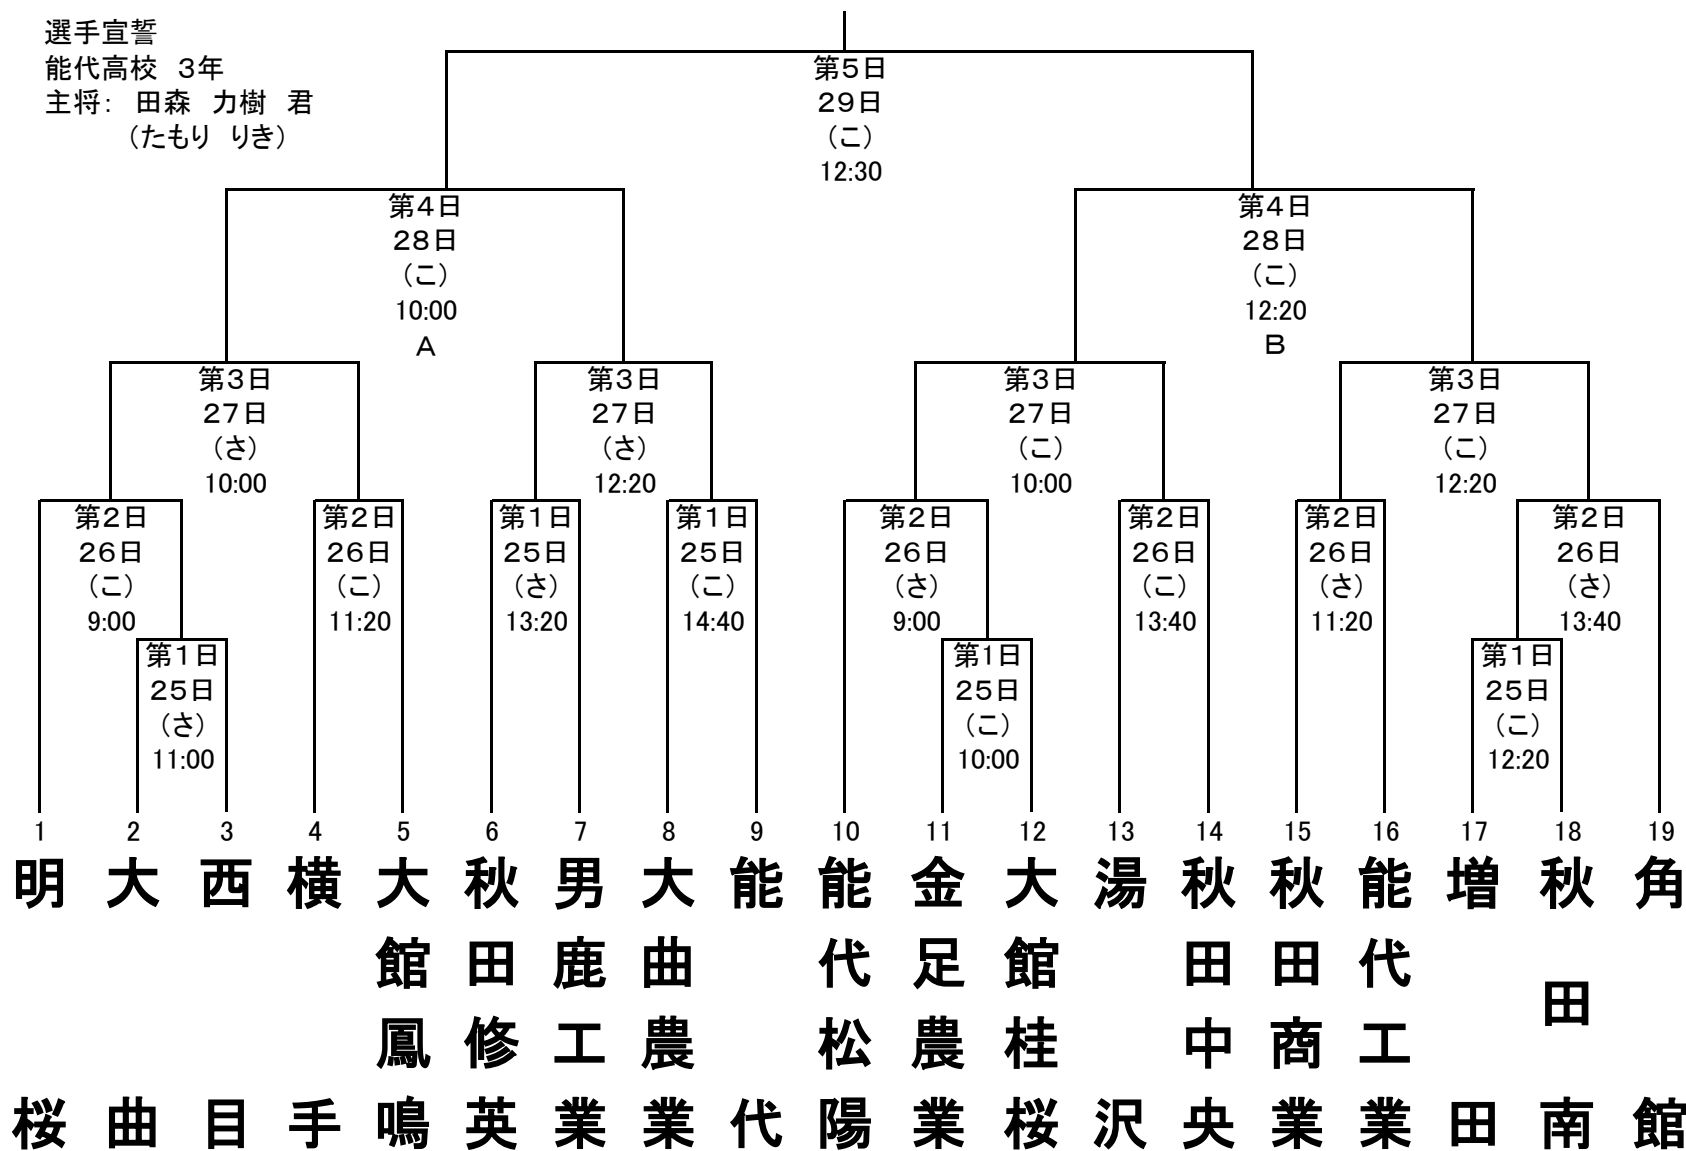 選手宣誓
能代高校　３年
主将：　田森　力樹　君
（たもり　りき）
第５日
２９日
（こ）
12:30
第４日
２８日
（こ）
10:00
A
第４日
２８日
（こ）
12:20
B
第３日
２７日
（さ）
10:00
第３日
２７日
（さ）
12:20
第３日
２７日
（こ）
10:00
第３日
２７日
（こ）
12:20
第２日
２６日
（こ）
9:00
第２日
２６日
（こ）
11:20
第１日
２５日
（さ）
13:20
第１日
２５日
（こ）
14:40
第２日
２６日
（さ）
9:00
第２日
２６日
（こ）
13:40
第２日
２６日
（さ）
11:20
第２日
２６日
（さ）
13:40
第１日
２５日
（さ）
11:00
第１日
２５日
（こ）
10:00
第１日
２５日
（こ）
12:20
1 2 3 4 5 6 7 8 9 10 11 12 13 14 15 16 17 18 19
明桜
大曲
西目
横手
大館鳳鳴
秋田修英
男鹿工業
大曲農業
能代
能代松陽
金足農業
大館桂桜
湯沢
秋田中央
秋田商業
能代工業
増田
秋田南
角館